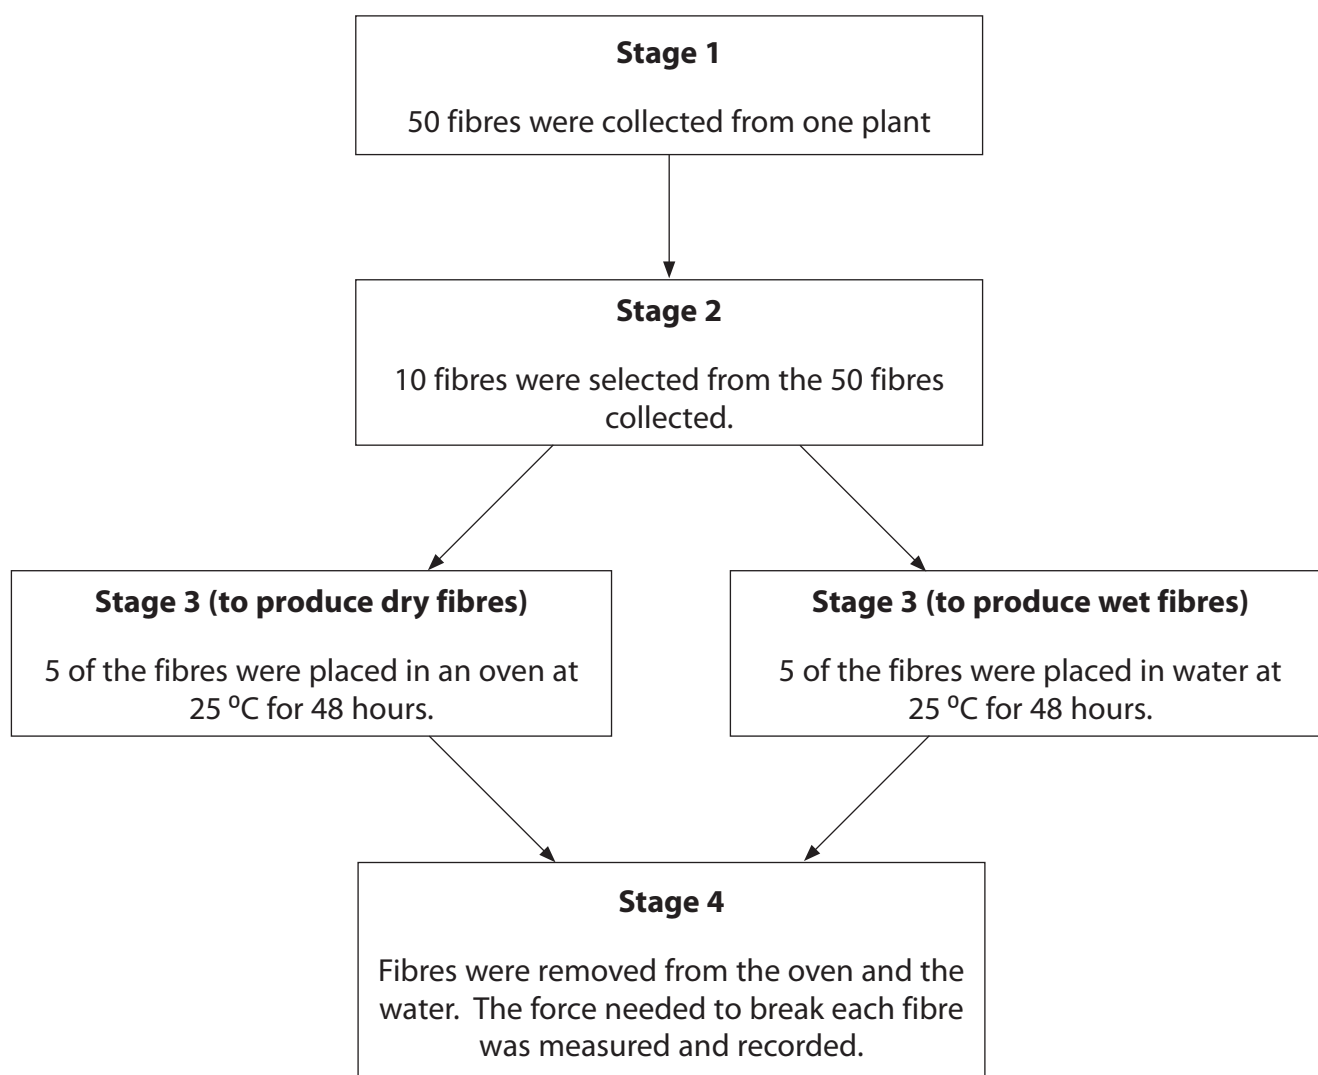 Stage 1
50 fibres were collected from one plant
Stage 2
10 fibres were selected from the 50 fibres
collected.
Stage 3 (to produce dry fibres)
5 of the fibres were placed in an oven at
25 ⁰C for 48 hours.
Stage 3 (to produce wet fibres)
5 of the fibres were placed in water at
25 ⁰C for 48 hours.
Stage 4
Fibres were removed from the oven and the
water. The force needed to break each fibre
was measured and recorded.